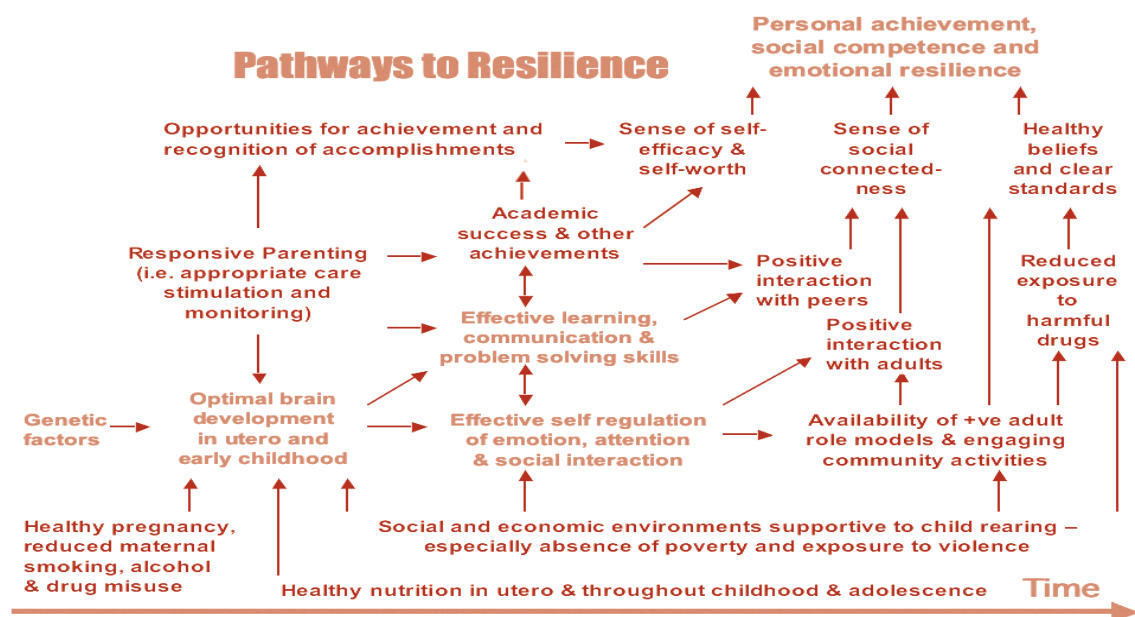 Pathways to Resilience
Personal achievement,
social competence and
emotional resilience
Opportunities for achievement and
recognition of accomplishments
Sense of self-
efficacy &
self-worth
Sense of
social
connected-
ness
Healthy
beliefs
and clear
standards
Responsive Parenting
(i.e. appropriate care
stimulation and
monitoring)
Academic
success & other
achievements
Positive
interaction
with peers
Reduced
exposure
to
harmful
drugs
Effective learning,
communication &
problem solving skills
Positive
interaction
with adults
Genetic
factors
Optimal brain
development
in utero and
early childhood
Effective self regulation
of emotion, attention
& social interaction
Availability of +ve adult
role models & engaging
community activities
Healthy pregnancy,
reduced maternal
smoking, alcohol
& drug misuse
Social and economic environments supportive to child rearing –
especially absence of poverty and exposure to violence
Healthy nutrition in utero & throughout childhood & adolescence
Time